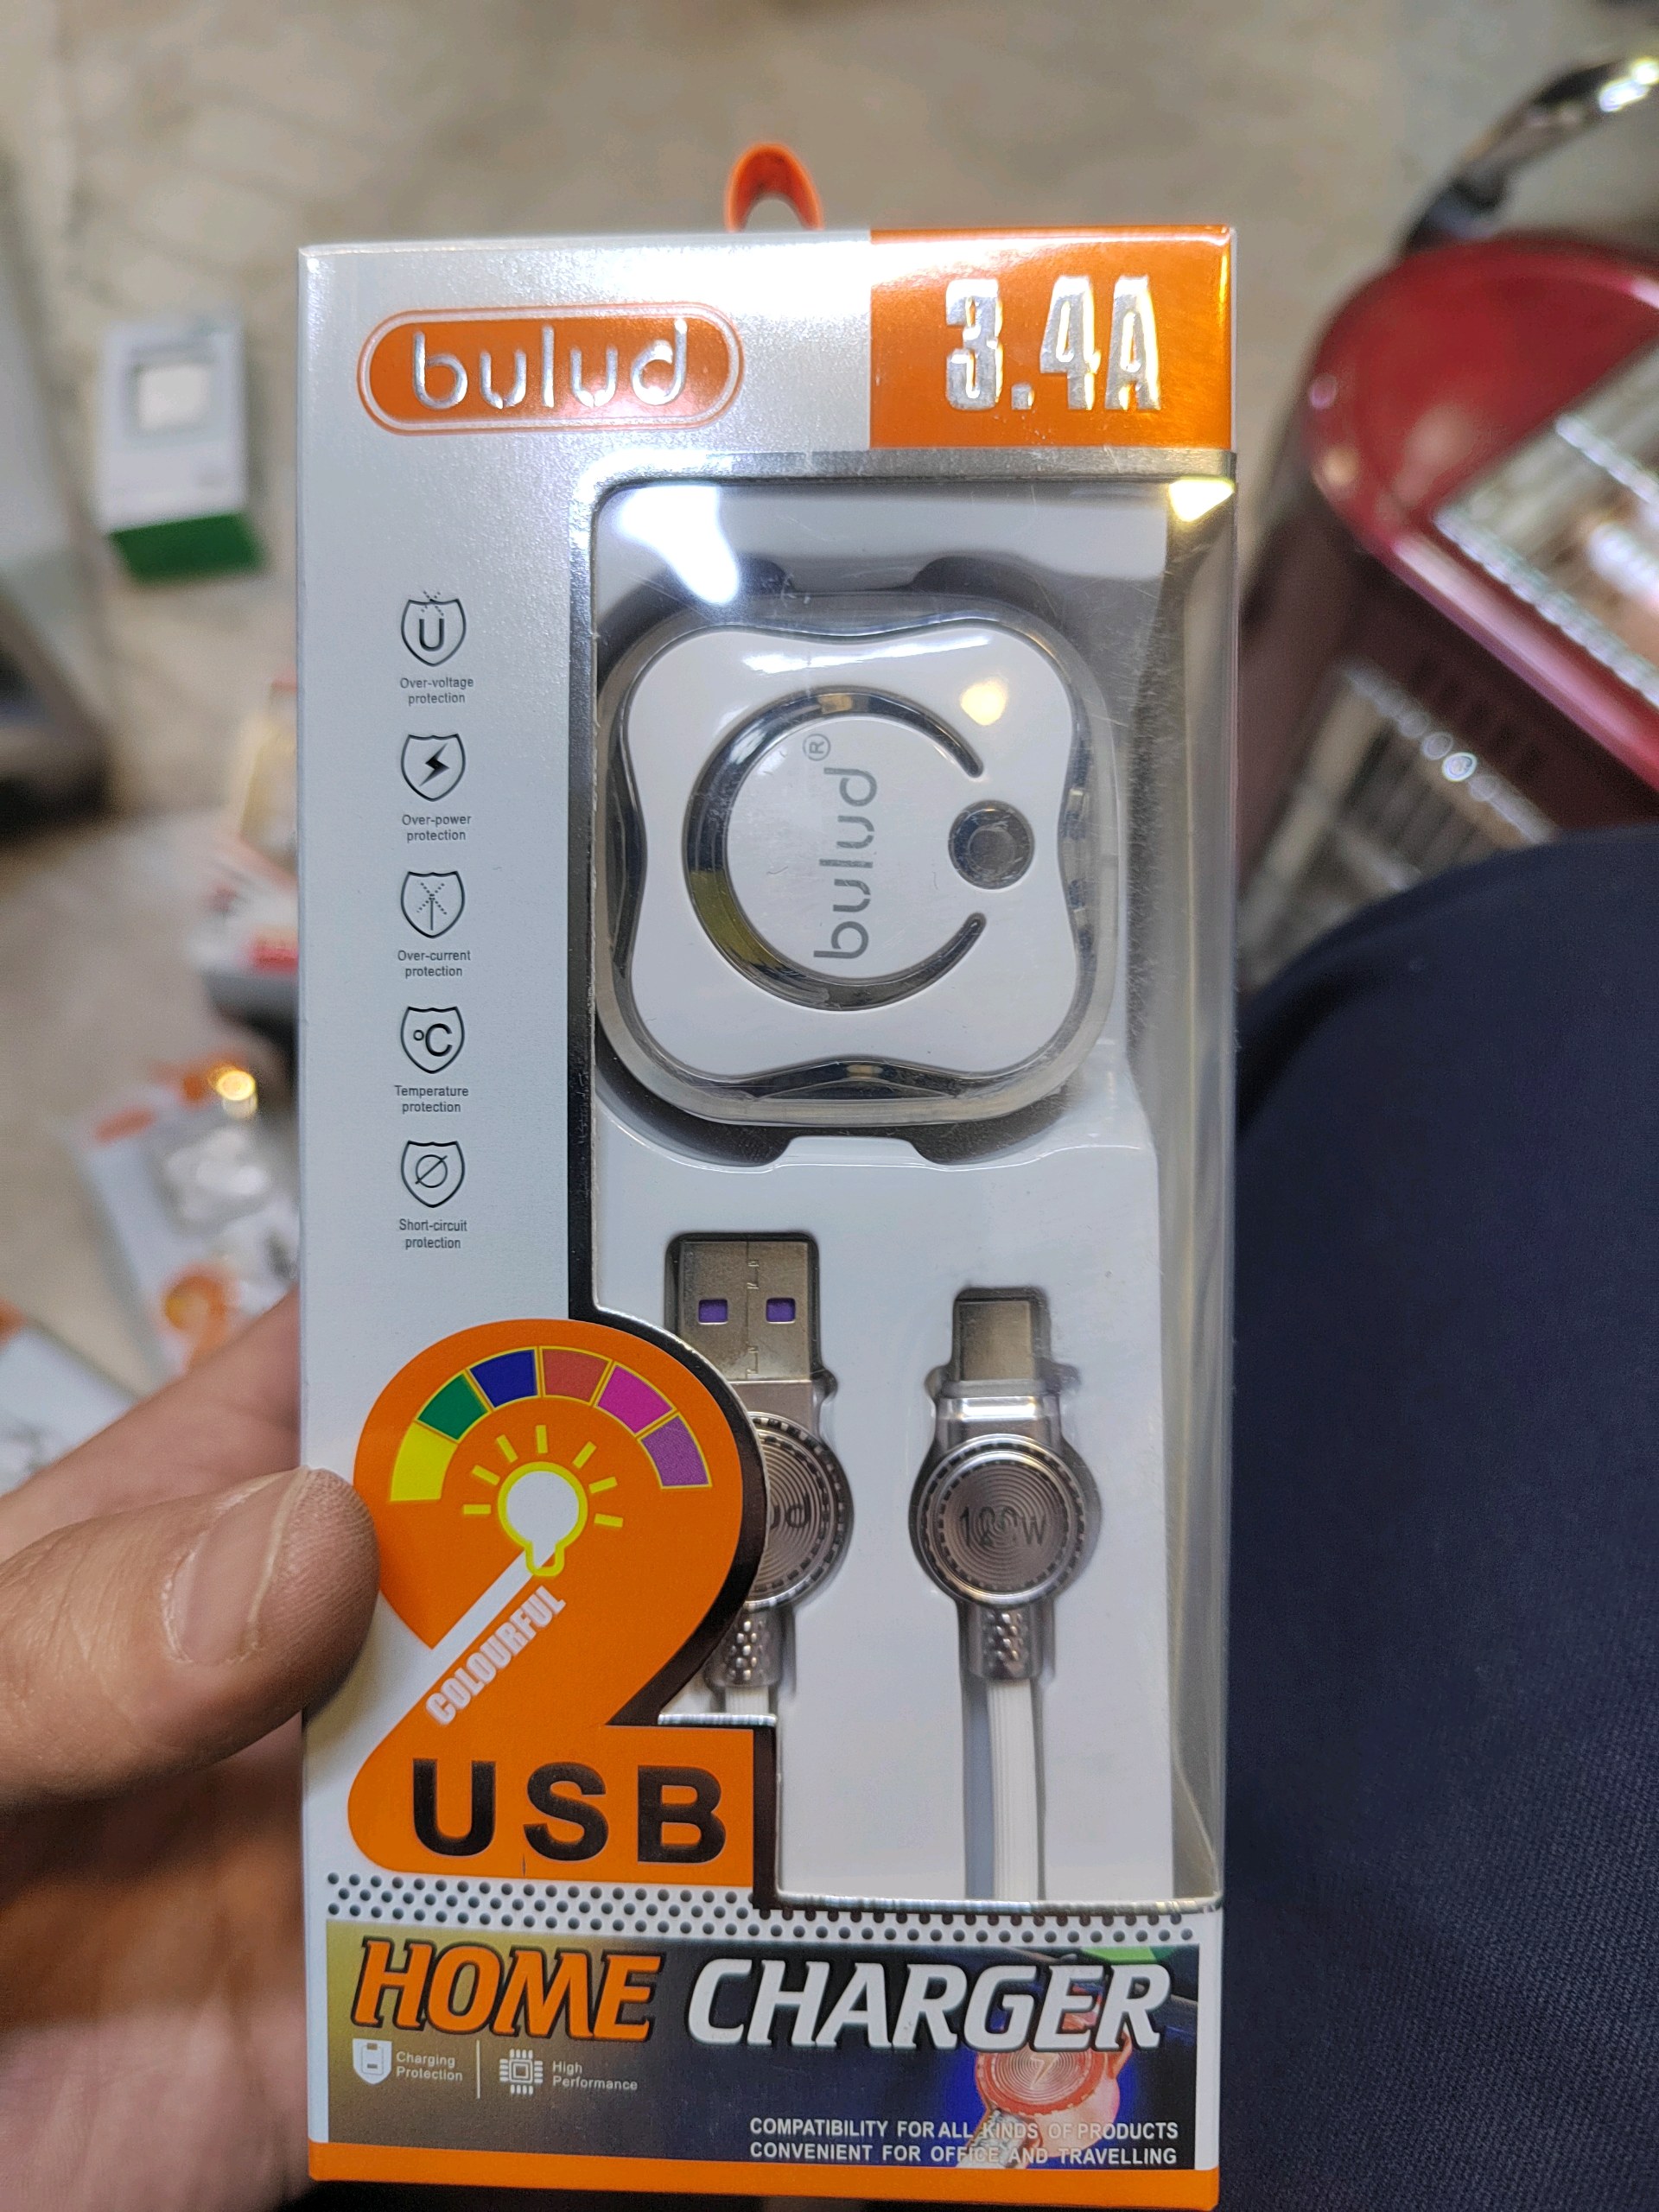 bulud
3.4A
Over-voltage
protection
Over-power
protection
Over-current
protection
°C
Temperature
protection
Short-circuit
protection
bulud®
120W
COLOURFUL
2
USB
HOME CHARGER
Charging
Protection
High
Performance
COMPATIBILITY FOR ALL KINDS OF PRODUCTS
CONVENIENT FOR OFFICE AND TRAVELLING